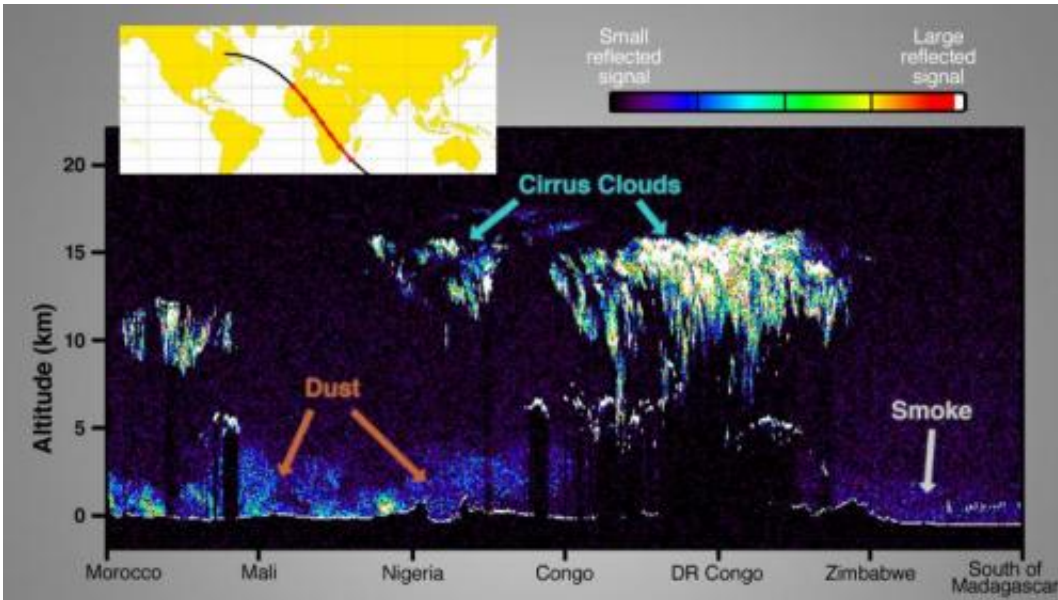 Small
reflected
signal
Large
reflected
signal
20
Cirrus Clouds
15
10
Dust
5
Smoke
0
Altitude (km)
Morocco
Mali
Nigeria
Congo
DR Congo
Zimbabwe
South of
Madagascar